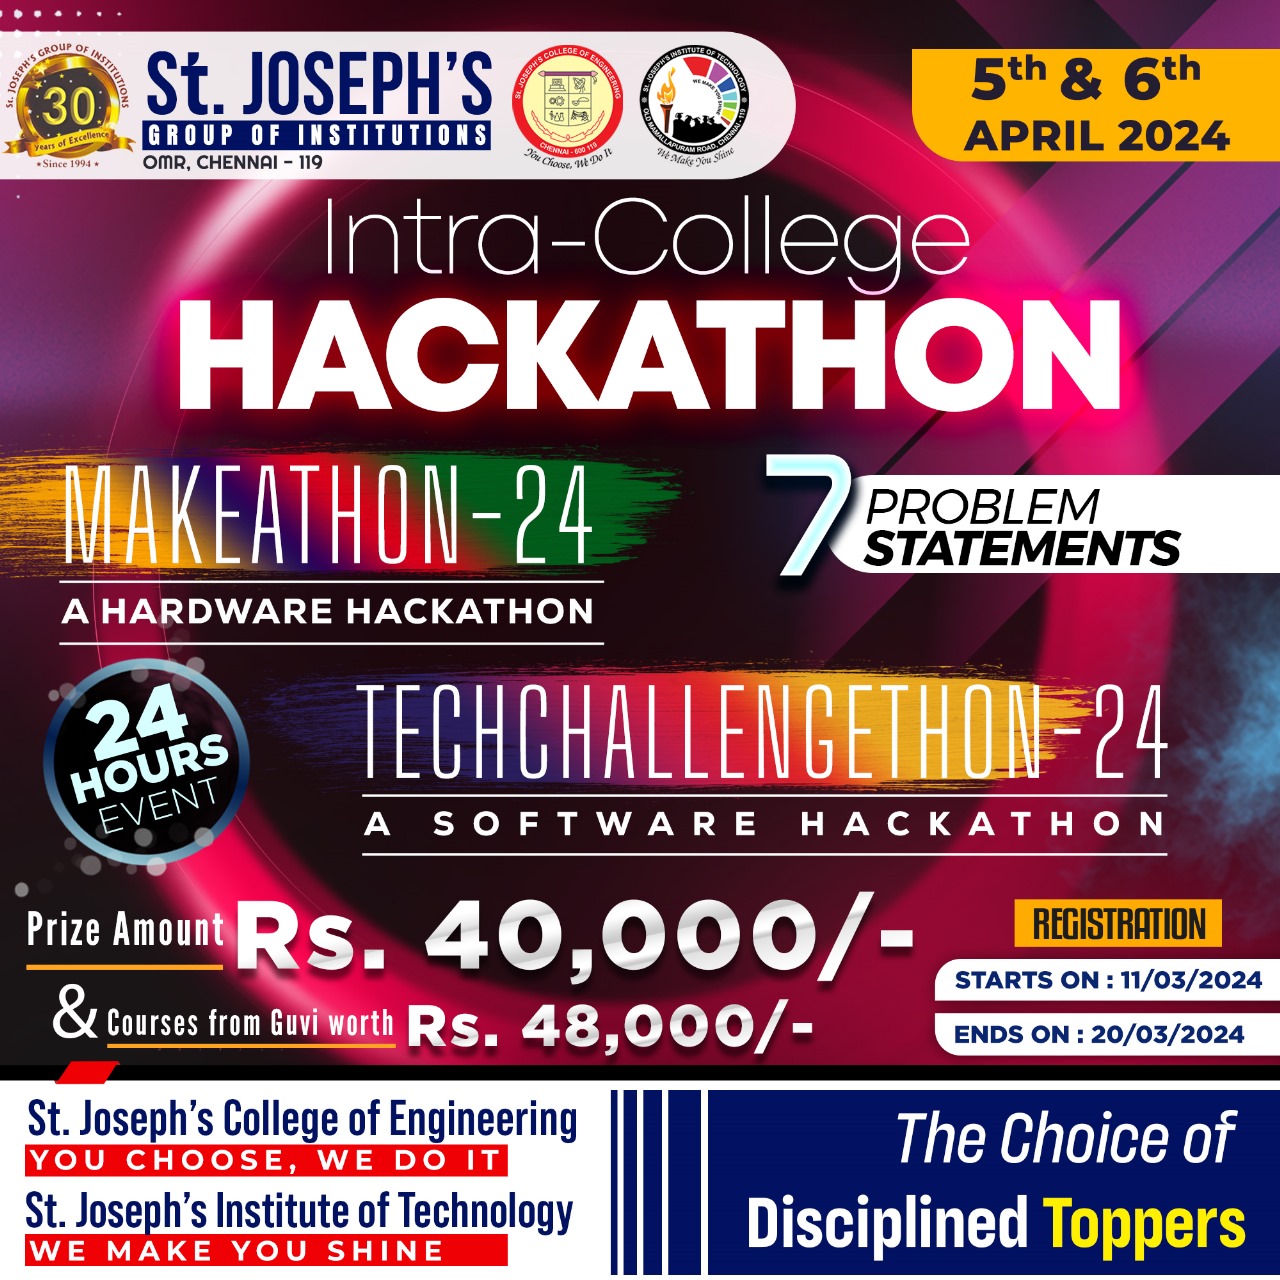 St. JOSEPH'S GROUP OF INSTITUTIONS
30
Years of Excellence
★ Since 1994 ★
St. JOSEPH'S
GROUP OF INSTITUTIONS
OMR, CHENNAI - 119
St. JOSEPH'S COLLEGE OF ENGINEERING
CHENNAI - 600 119
You Choose, We Do It
St. JOSEPH'S INSTITUTE OF TECHNOLOGY
WE MAKE YOU SHINE
OLD MAMALLAPURAM ROAD, CHENNAI - 119
We Make You Shine
5th & 6th
APRIL 2024
Intra-College
HACKATHON
MAKEATHON-24
A HARDWARE HACKATHON
7 PROBLEM
STATEMENTS
24
HOURS
EVENT
TECHCHALLENGETHON-24
A SOFTWARE HACKATHON
Prize Amount Rs. 40,000/-
& Courses from Guvi worth Rs. 48,000/-
REGISTRATION
STARTS ON : 11/03/2024
ENDS ON : 20/03/2024
St. Joseph's College of Engineering
YOU CHOOSE, WE DO IT
St. Joseph's Institute of Technology
WE MAKE YOU SHINE
The Choice of
Disciplined Toppers